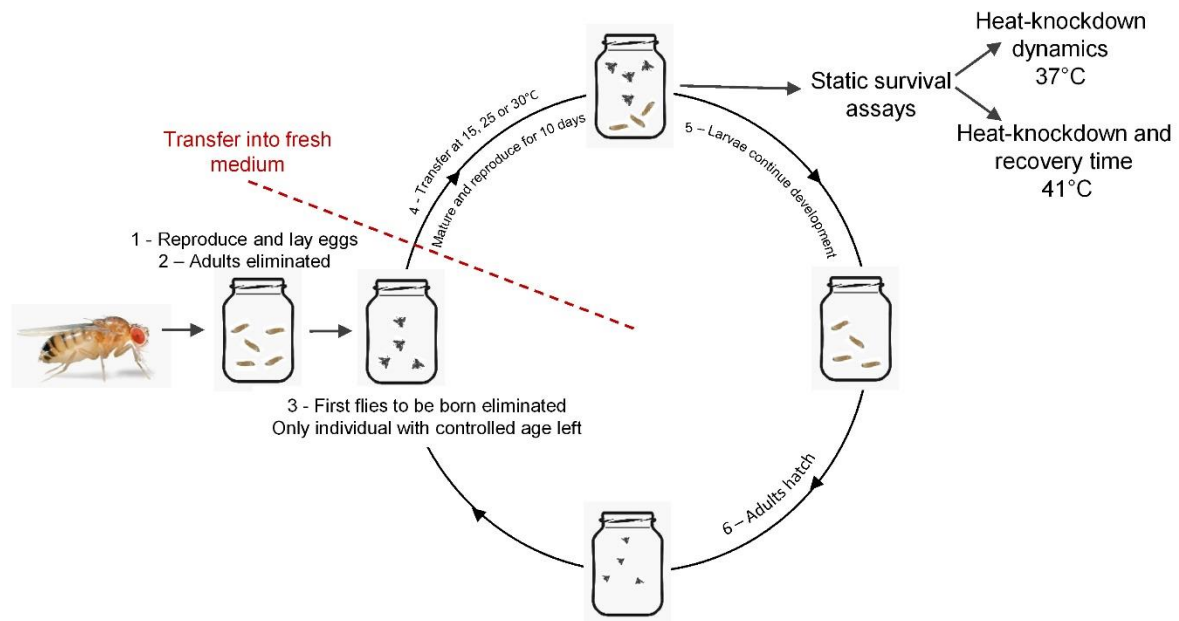 Heat-knockdown
dynamics
37°C
Static survival
assays
Heat-knockdown and
recovery time
41°C
Transfer into fresh
medium
4 - Transfer at 15, 25 or 30°C
Mature and reproduce for 10 days
5 – Larvae continue development
1 - Reproduce and lay eggs
2 – Adults eliminated
3 - First flies to be born eliminated
Only individual with controlled age left
6 – Adults hatch